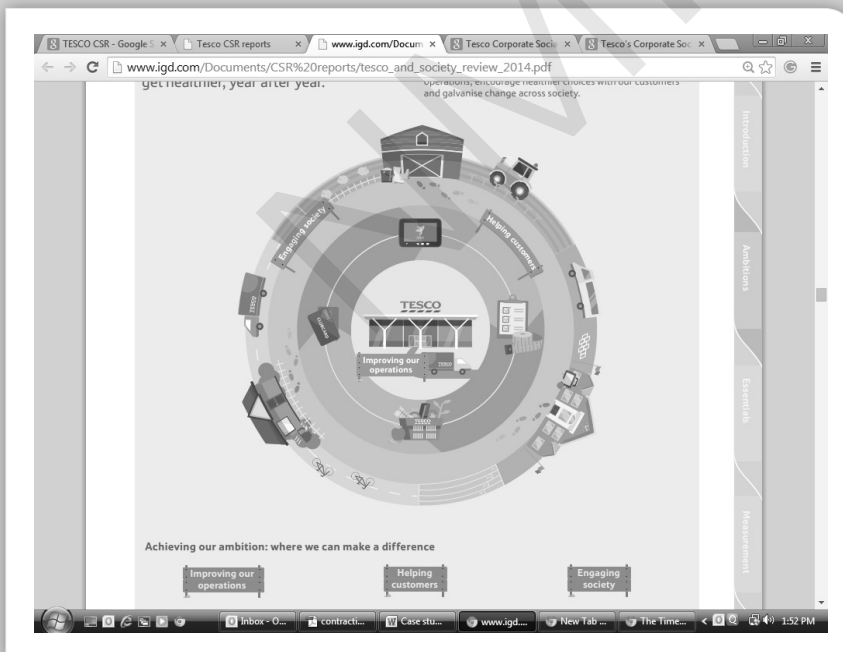 TESCO CSR - Google S
Tesco CSR reports
www.igd.com/Docum
Tesco Corporate Socia
Tesco's Corporate Soc
www.igd.com/Documents/CSR%20reports/tesco_and_society_review_2014.pdf
get healthier, year after year.
operations, encourage healthier choices with our customers
and galvanise change across society.
Introduction
Engaging society
Helping customers
Ambitions
TESCO
TESCO
CLUBCARD
Improving our
operations
TESCO
TESCO
Essentials
Achieving our ambition: where we can make a difference
Measurement
Improving our
operations
Helping
customers
Engaging
society
Inbox - O...
contracti...
Case stu...
www.igd....
New Tab ...
The Time...
1:52 PM